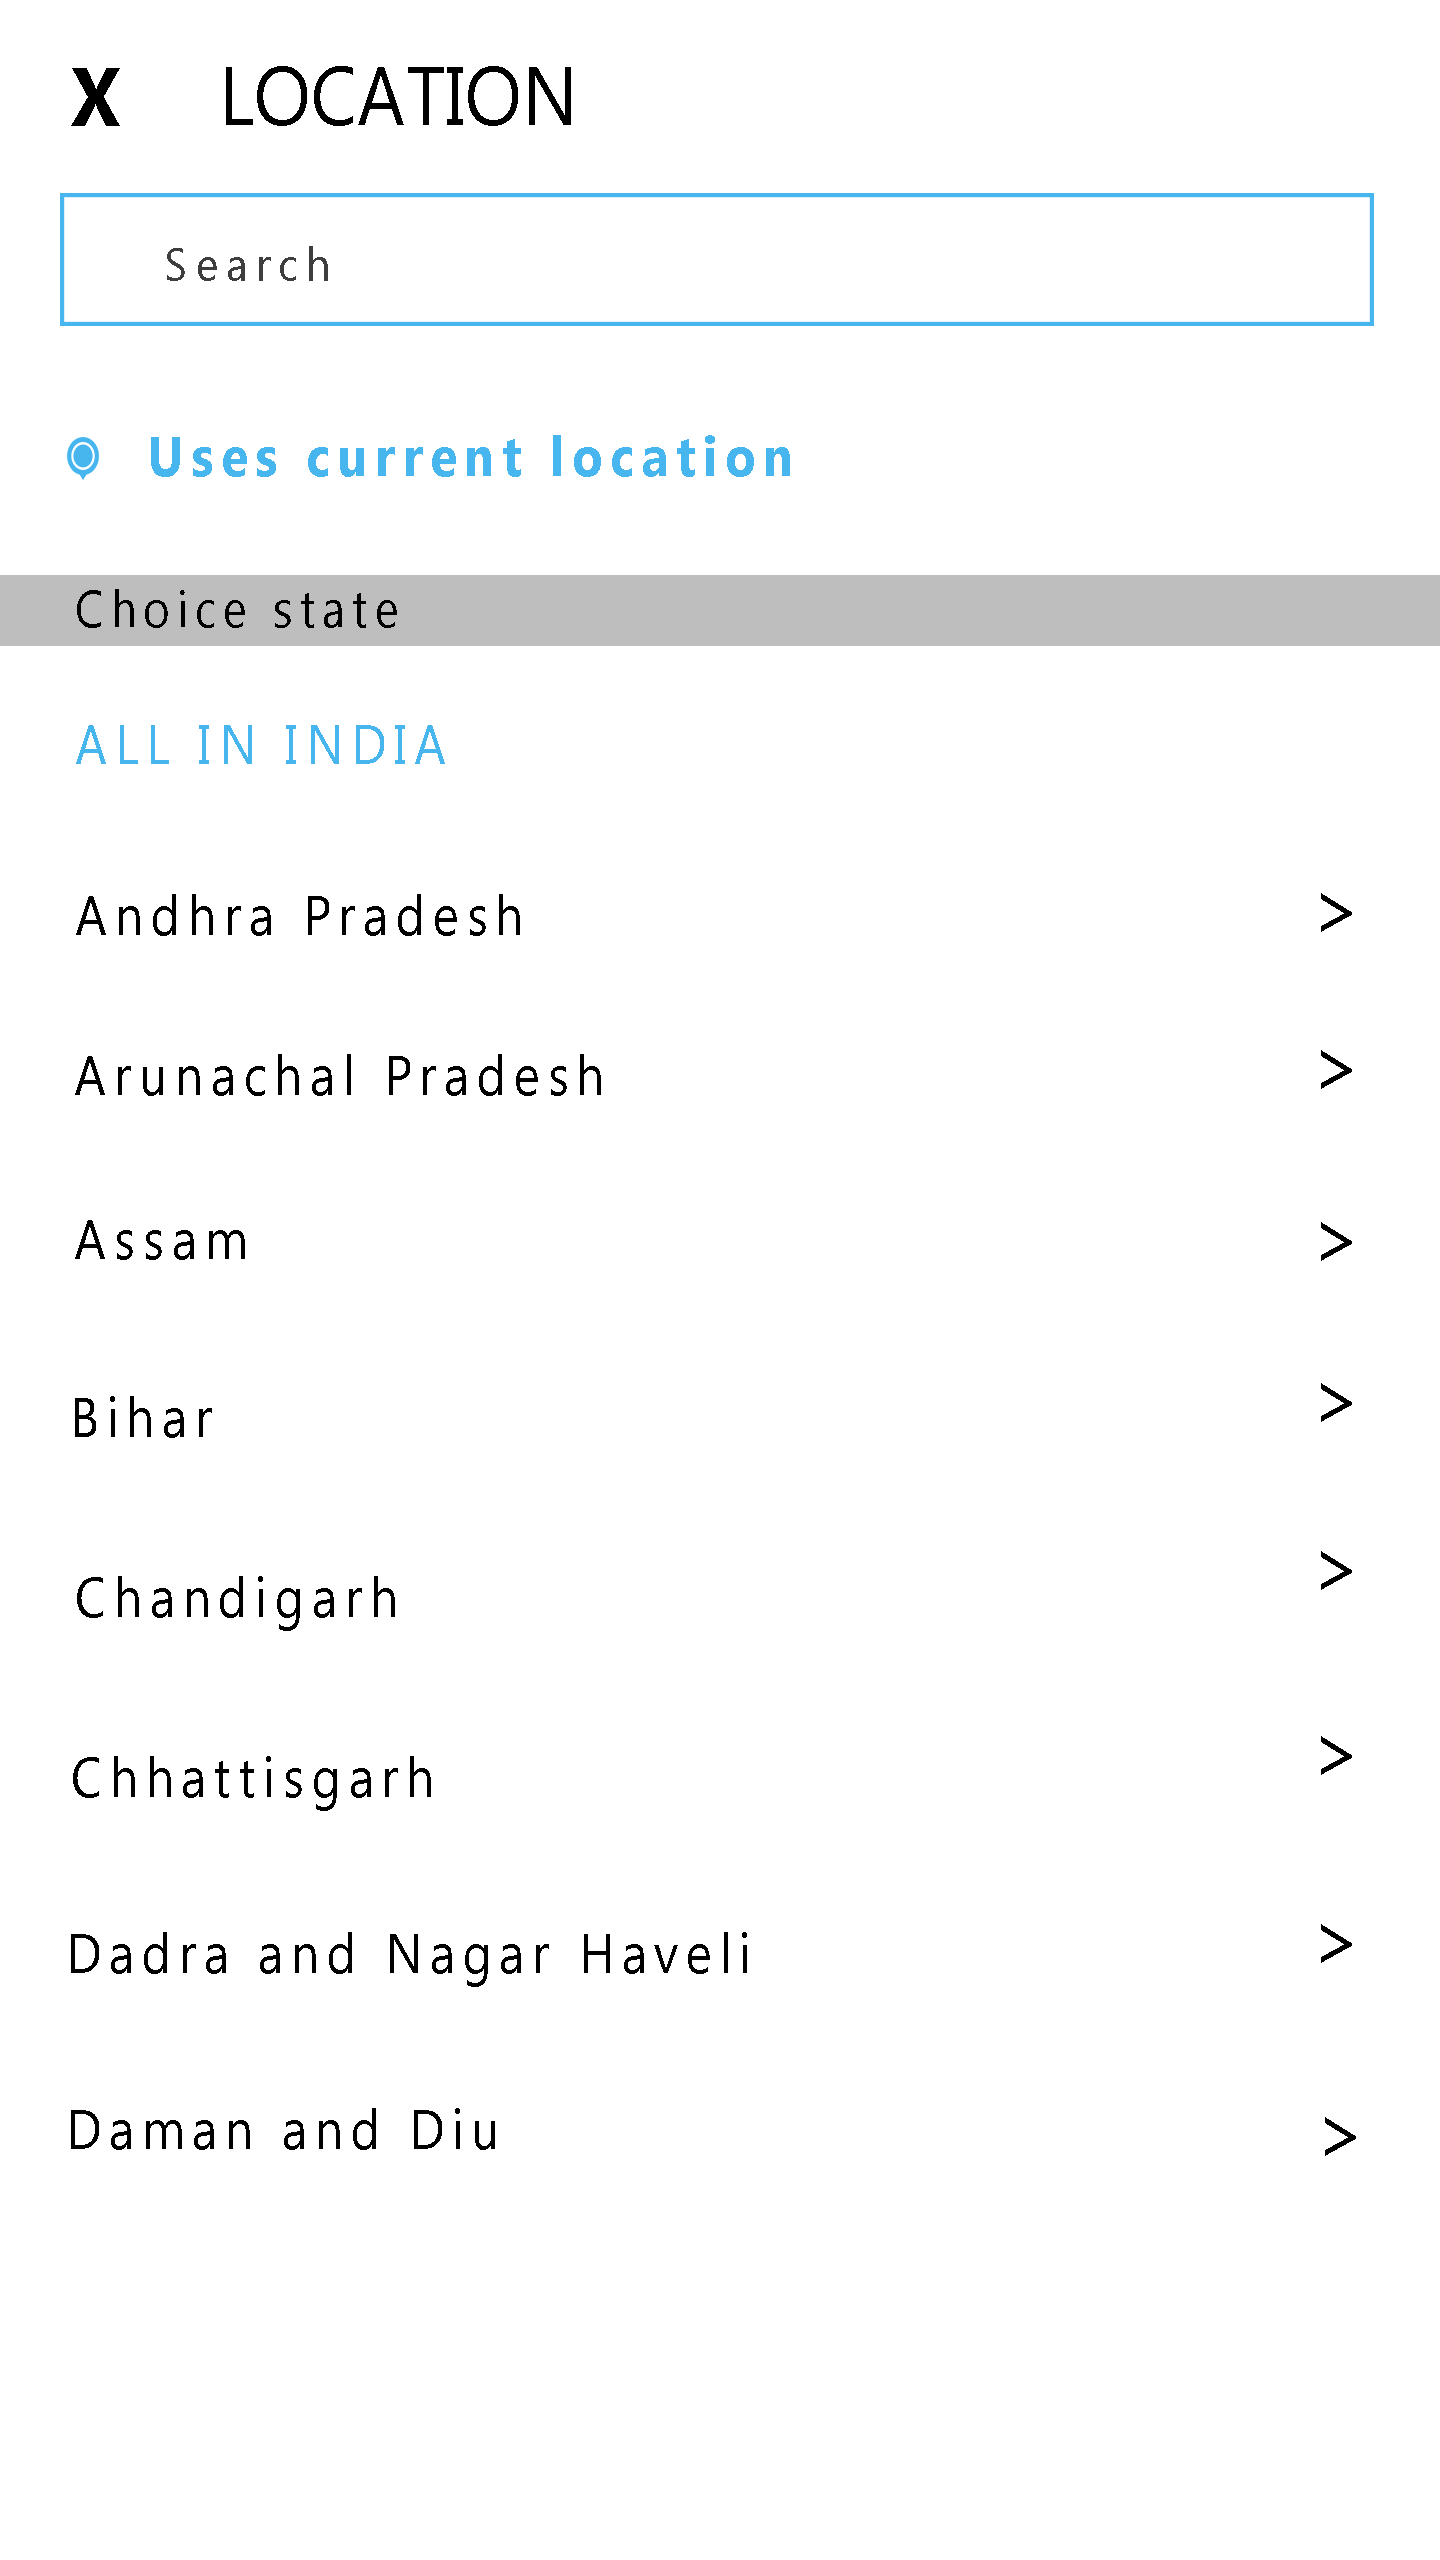 X LOCATION
Search
Uses current location
Choice state
ALL IN INDIA
Andhra Pradesh >
Arunachal Pradesh >
Assam >
Bihar >
Chandigarh >
Chhattisgarh >
Dadra and Nagar Haveli >
Daman and Diu >